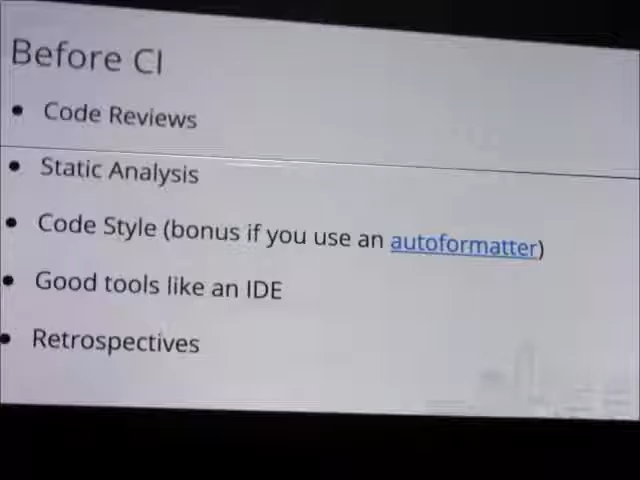 Before CI
• Code Reviews
• Static Analysis
• Code Style (bonus if you use an autoformatter)
• Good tools like an IDE
• Retrospectives